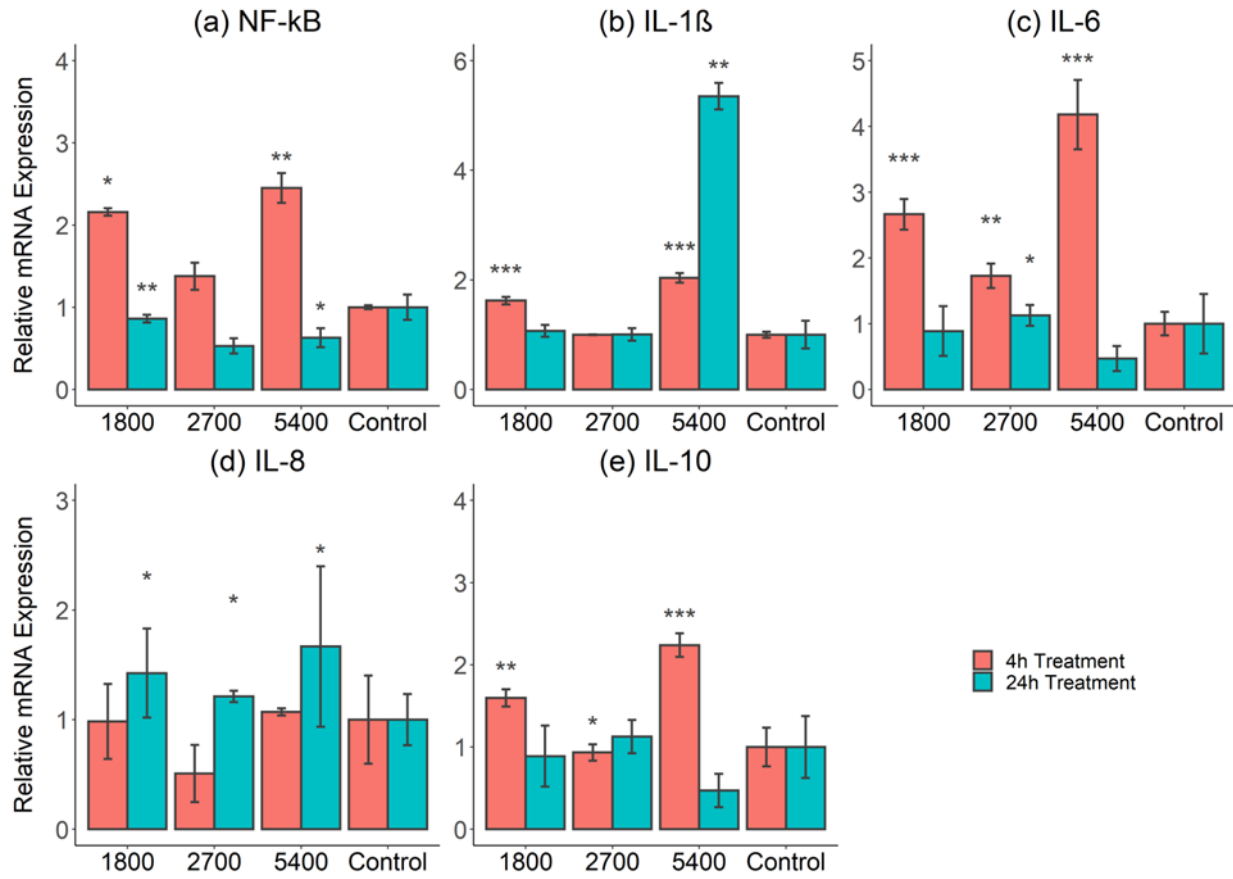 (a) NF-kB
(b) IL-1ß
(c) IL-6
Relative mRNA Expression
4
3
2
1
0
* ** ** *
1800 2700 5400 Control
6
4
2
0
*** *** **
1800 2700 5400 Control
5
4
3
2
1
0
*** ** * ***
1800 2700 5400 Control
(d) IL-8
(e) IL-10
Relative mRNA Expression
3
2
1
0
* * *
1800 2700 5400 Control
4
3
2
1
0
** * ***
1800 2700 5400 Control
4h Treatment
24h Treatment